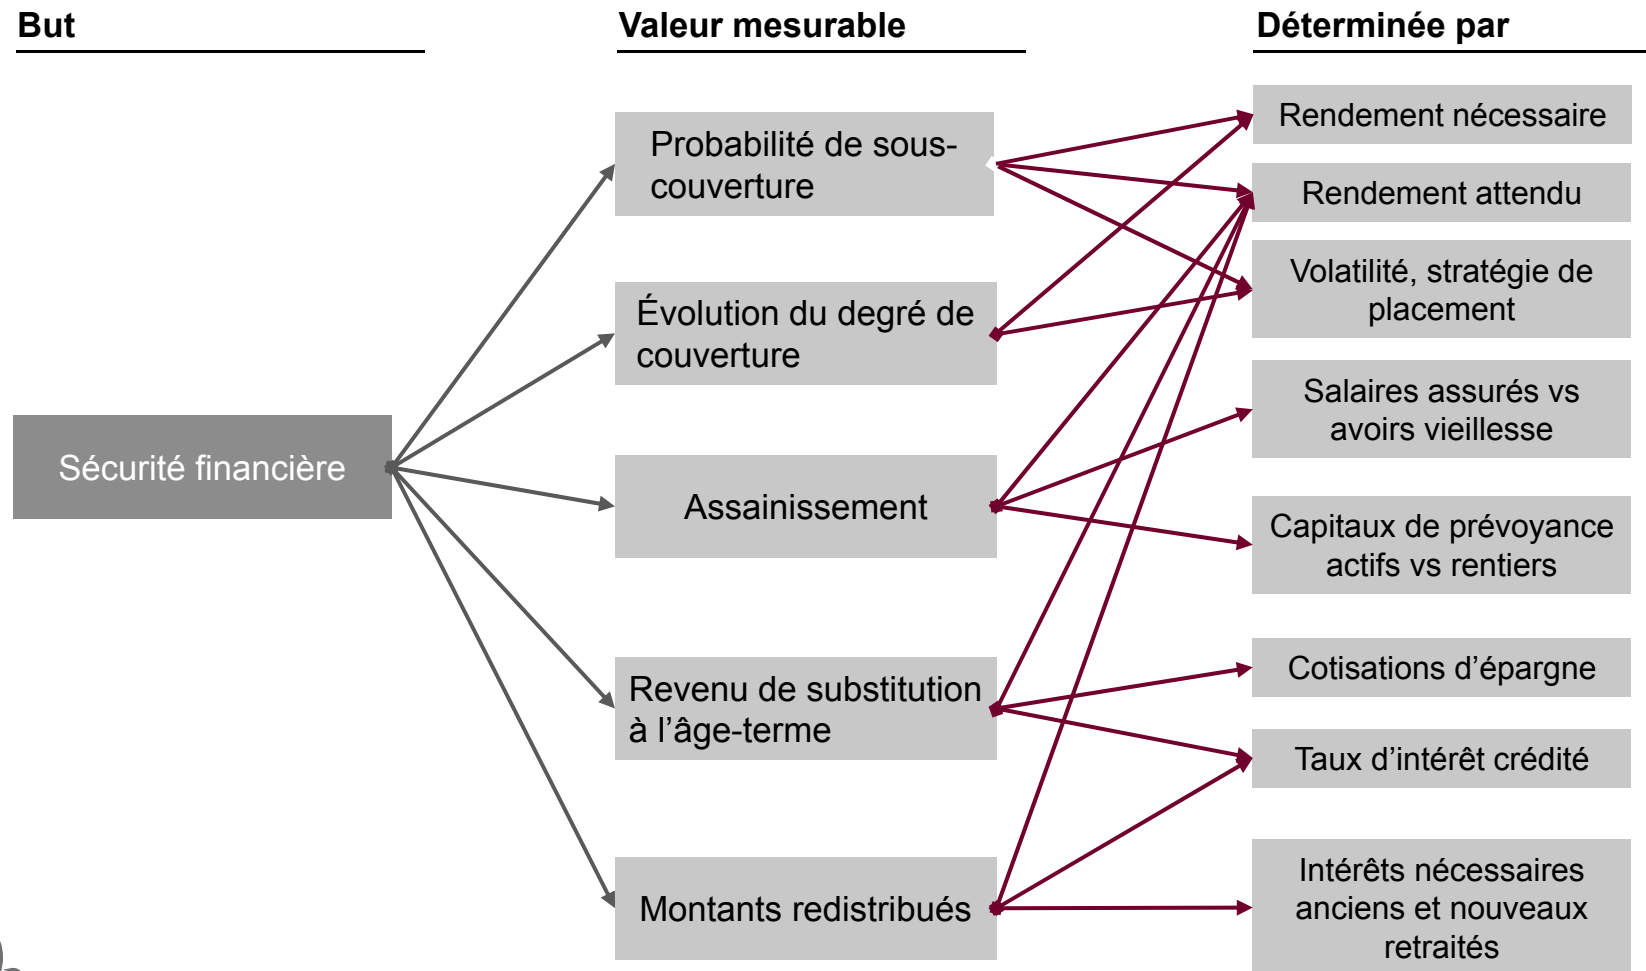 But
Valeur mesurable
Déterminée par
Sécurité financière
Probabilité de sous-
couverture
Évolution du degré de
couverture
Assainissement
Revenu de substitution
à l’âge-terme
Montants redistribués
Rendement nécessaire
Rendement attendu
Volatilité, stratégie de
placement
Salaires assurés vs
avoirs vieillesse
Capitaux de prévoyance
actifs vs rentiers
Cotisations d’épargne
Taux d’intérêt crédité
Intérêts nécessaires
anciens et nouveaux
retraités